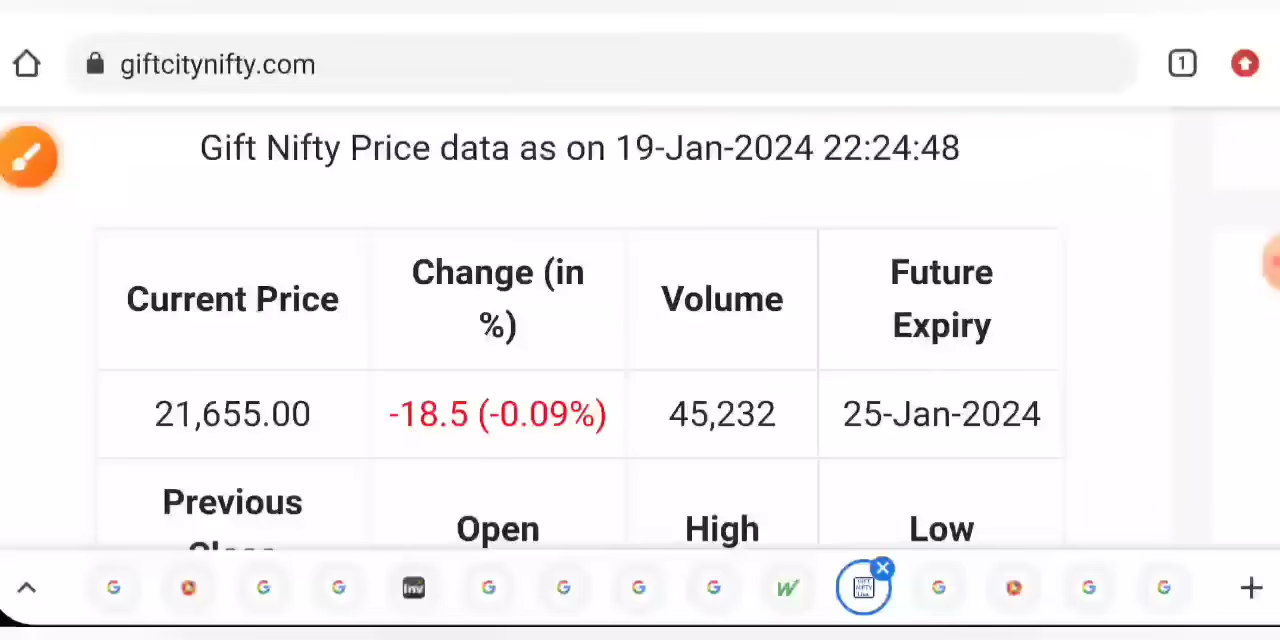 giftcitynifty.com
1
Gift Nifty Price data as on 19-Jan-2024 22:24:48
Current Price
Change (in
%)
Volume
Future
Expiry
21,655.00
-18.5 (-0.09%)
45,232
25-Jan-2024
Previous
Open
High
Low
Inv